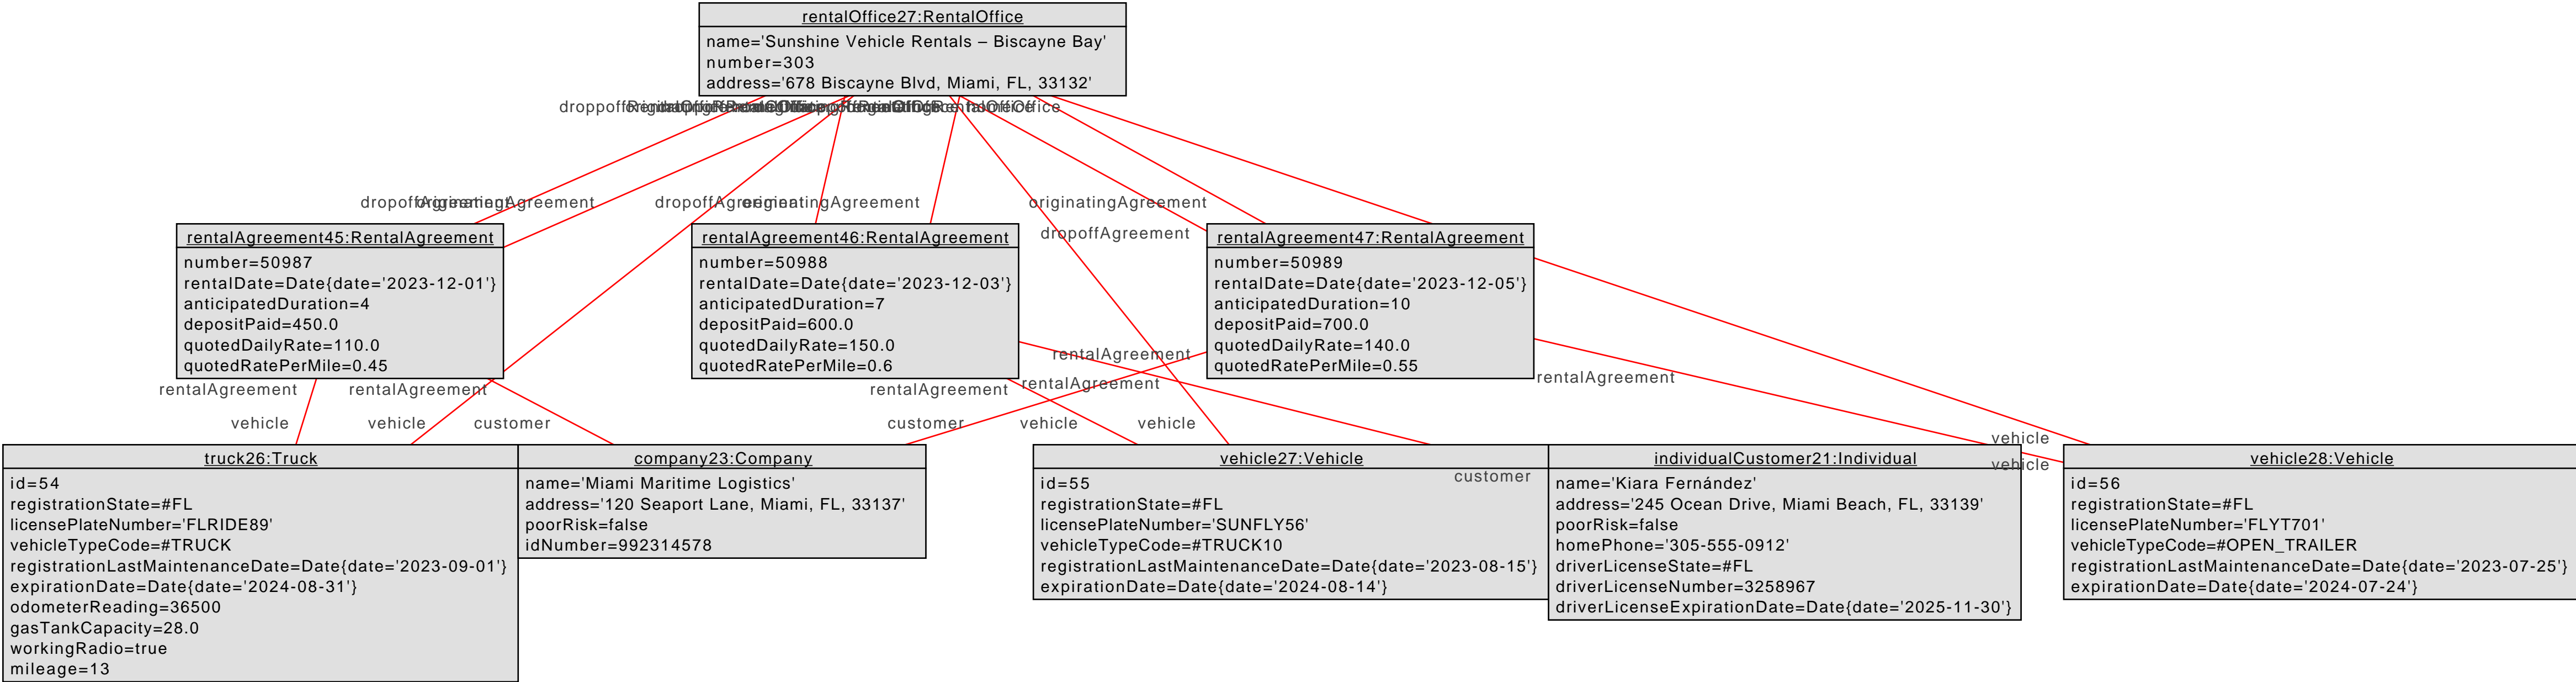 rentalOffice27:RentalOffice
name='Sunshine Vehicle Rentals – Biscayne Bay'
number=303
address='678 Biscayne Blvd, Miami, FL, 33132'
dropoffAgreement
originatingAgreement
dropoffAgreement
originatingAgreement
originatingAgreement
dropoffAgreement
rentalAgreement45:RentalAgreement
number=50987
rentalDate=Date{date='2023-12-01'}
anticipatedDuration=4
depositPaid=450.0
quotedDailyRate=110.0
quotedRatePerMile=0.45
rentalAgreement46:RentalAgreement
number=50988
rentalDate=Date{date='2023-12-03'}
anticipatedDuration=7
depositPaid=600.0
quotedDailyRate=150.0
quotedRatePerMile=0.6
rentalAgreement47:RentalAgreement
number=50989
rentalDate=Date{date='2023-12-05'}
anticipatedDuration=10
depositPaid=700.0
quotedDailyRate=140.0
quotedRatePerMile=0.55
rentalAgreement
rentalAgreement
rentalAgreement
rentalAgreement
rentalAgreement
rentalAgreement
vehicle
vehicle
customer
customer
vehicle
vehicle
vehicle
vehicle
customer
truck26:Truck
id=54
registrationState=#FL
licensePlateNumber='FLRIDE89'
vehicleTypeCode=#TRUCK
registrationLastMaintenanceDate=Date{date='2023-09-01'}
expirationDate=Date{date='2024-08-31'}
odometerReading=36500
gasTankCapacity=28.0
workingRadio=true
mileage=13
company23:Company
name='Miami Maritime Logistics'
address='120 Seaport Lane, Miami, FL, 33137'
poorRisk=false
idNumber=992314578
vehicle27:Vehicle
id=55
registrationState=#FL
licensePlateNumber='SUNFLY56'
vehicleTypeCode=#TRUCK10
registrationLastMaintenanceDate=Date{date='2023-08-15'}
expirationDate=Date{date='2024-08-14'}
individualCustomer21:Individual
name='Kiara Fernández'
address='245 Ocean Drive, Miami Beach, FL, 33139'
poorRisk=false
homePhone='305-555-0912'
driverLicenseState=#FL
driverLicenseNumber=3258967
driverLicenseExpirationDate=Date{date='2025-11-30'}
vehicle28:Vehicle
id=56
registrationState=#FL
licensePlateNumber='FLYT701'
vehicleTypeCode=#OPEN_TRAILER
registrationLastMaintenanceDate=Date{date='2023-07-25'}
expirationDate=Date{date='2024-07-24'}